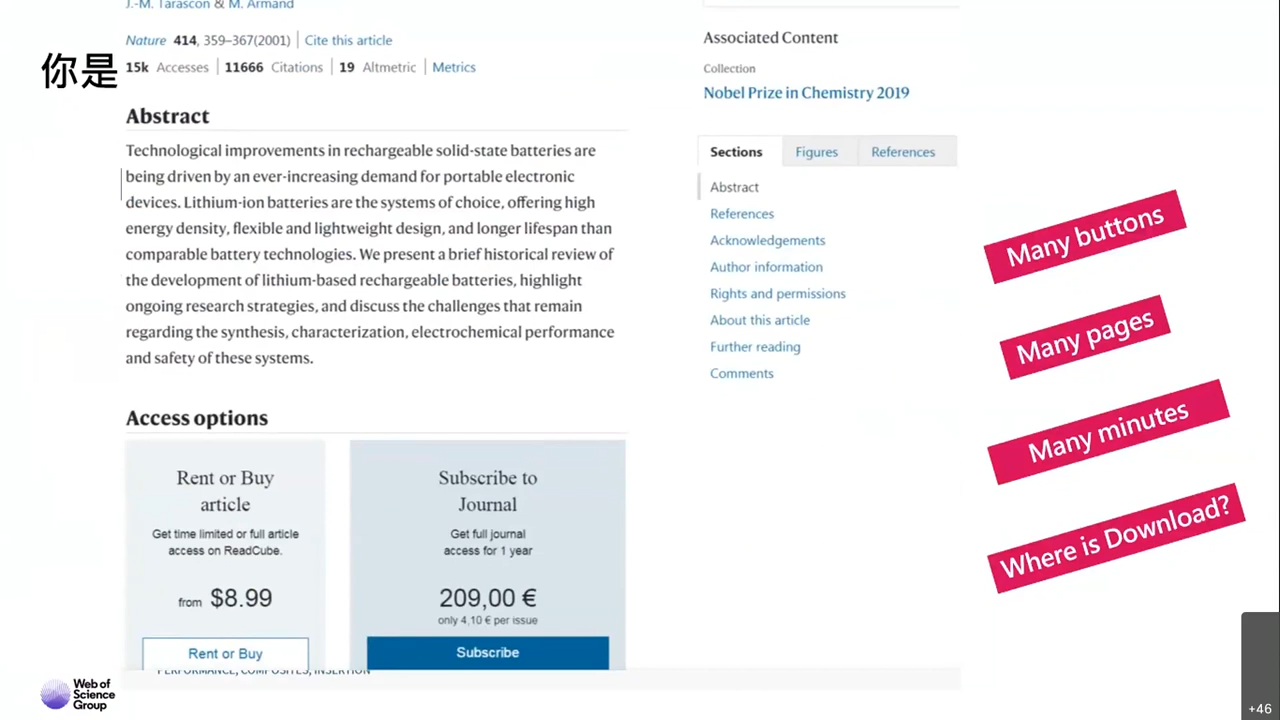 J.-M. Tarascon & M. Armand
Nature 414, 359–367(2001) | Cite this article
你是
15k Accesses | 11666 Citations | 19 Altmetric | Metrics
Abstract
Technological improvements in rechargeable solid-state batteries are
being driven by an ever-increasing demand for portable electronic
devices. Lithium-ion batteries are the systems of choice, offering high
energy density, flexible and lightweight design, and longer lifespan than
comparable battery technologies. We present a brief historical review of
the development of lithium-based rechargeable batteries, highlight
ongoing research strategies, and discuss the challenges that remain
regarding the synthesis, characterization, electrochemical performance
and safety of these systems.
Access options
Rent or Buy
article
Get time limited or full article
access on ReadCube.
from $8.99
Rent or Buy
Subscribe to
Journal
Get full journal
access for 1 year
209,00 €
only 4,10 € per issue
Subscribe
PERFORMANCE, COMPOSITES, INSERTION
Associated Content
Collection
Nobel Prize in Chemistry 2019
Sections Figures References
Abstract
References
Acknowledgements
Author information
Rights and permissions
About this article
Further reading
Comments
Many buttons
Many pages
Many minutes
Where is Download?
Web of
Science
Group
+46